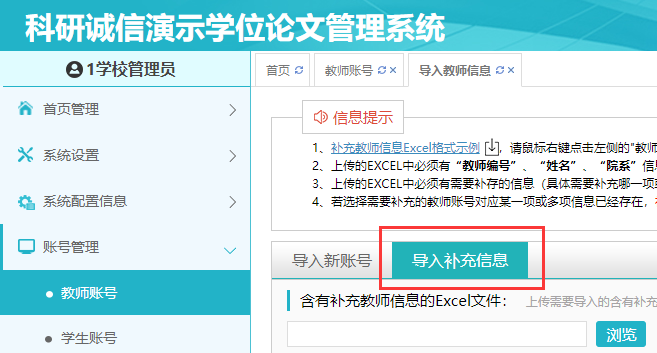 科研诚信演示学位论文管理系统
1学校管理员
首页 教师账号 导入教师信息
首页管理
系统设置
系统配置信息
账号管理
教师账号
学生账号
信息提示
1、补充教师信息Excel格式示例，请鼠标右键点击左侧的"教师
2、上传的EXCEL中必须有“教师编号”、“姓名”、“院系”信息
3、上传的EXCEL中必须有需要补存的信息（具体需要补充哪一项或
4、若选择需要补充的教师账号对应某一项或多项信息已经存在，
导入新账号 导入补充信息
含有补充教师信息的Excel文件： 上传需要导入的含有补充
浏览